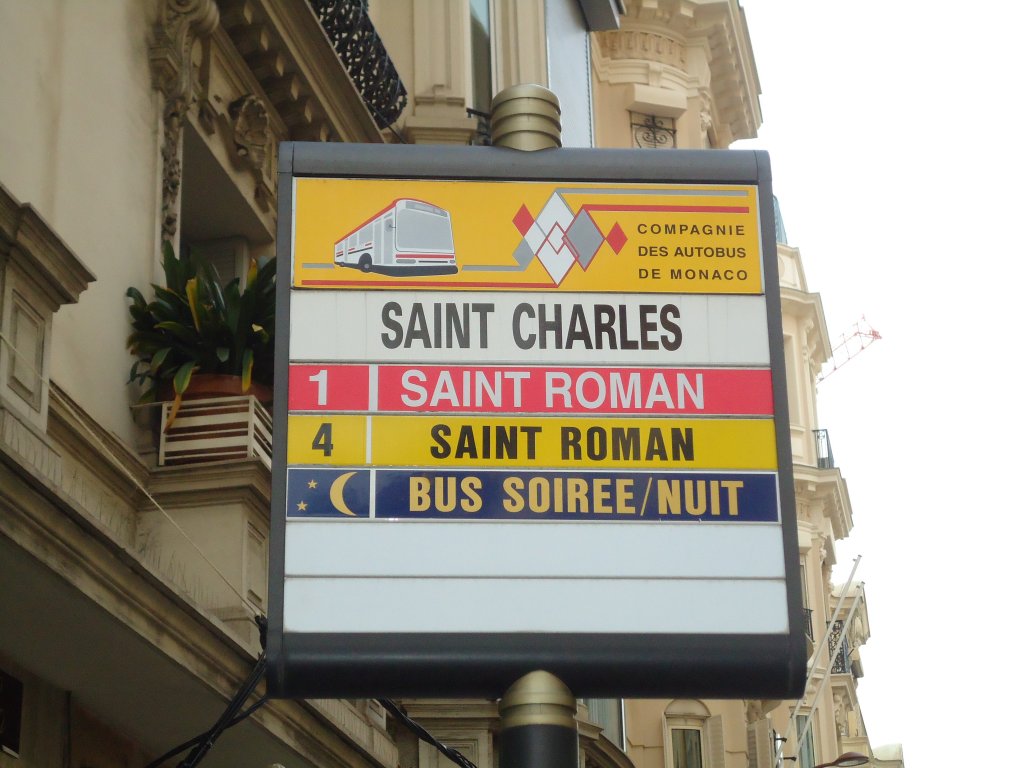 COMPAGNIE
DES AUTOBUS
DE MONACO
SAINT CHARLES
1 SAINT ROMAN
4 SAINT ROMAN
BUS SOIREE/NUIT